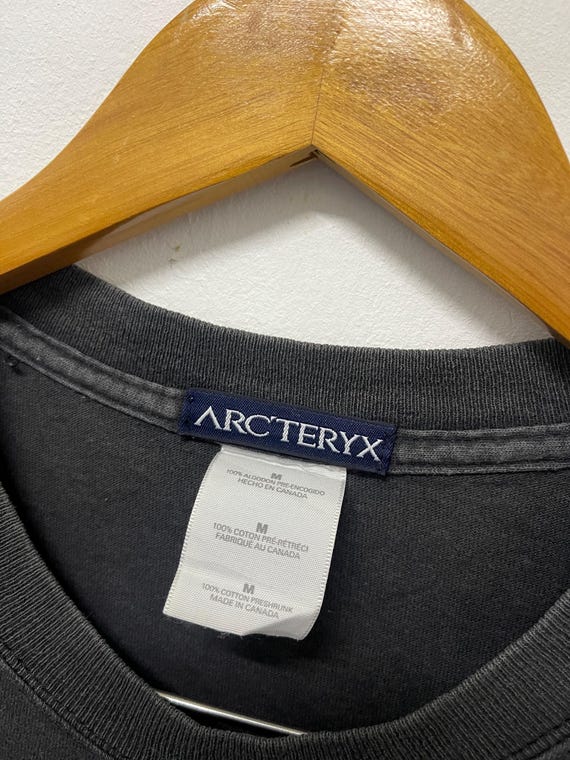 ARC'TERYX
M
100% ALGODON PRE-ENCOGIDO
HECHO EN CANADA
M
100% COTON PRÉ-RÉTRÉCI
FABRIQUÉ AU CANADA
M
100% COTTON PRESHRUNK
MADE IN CANADA